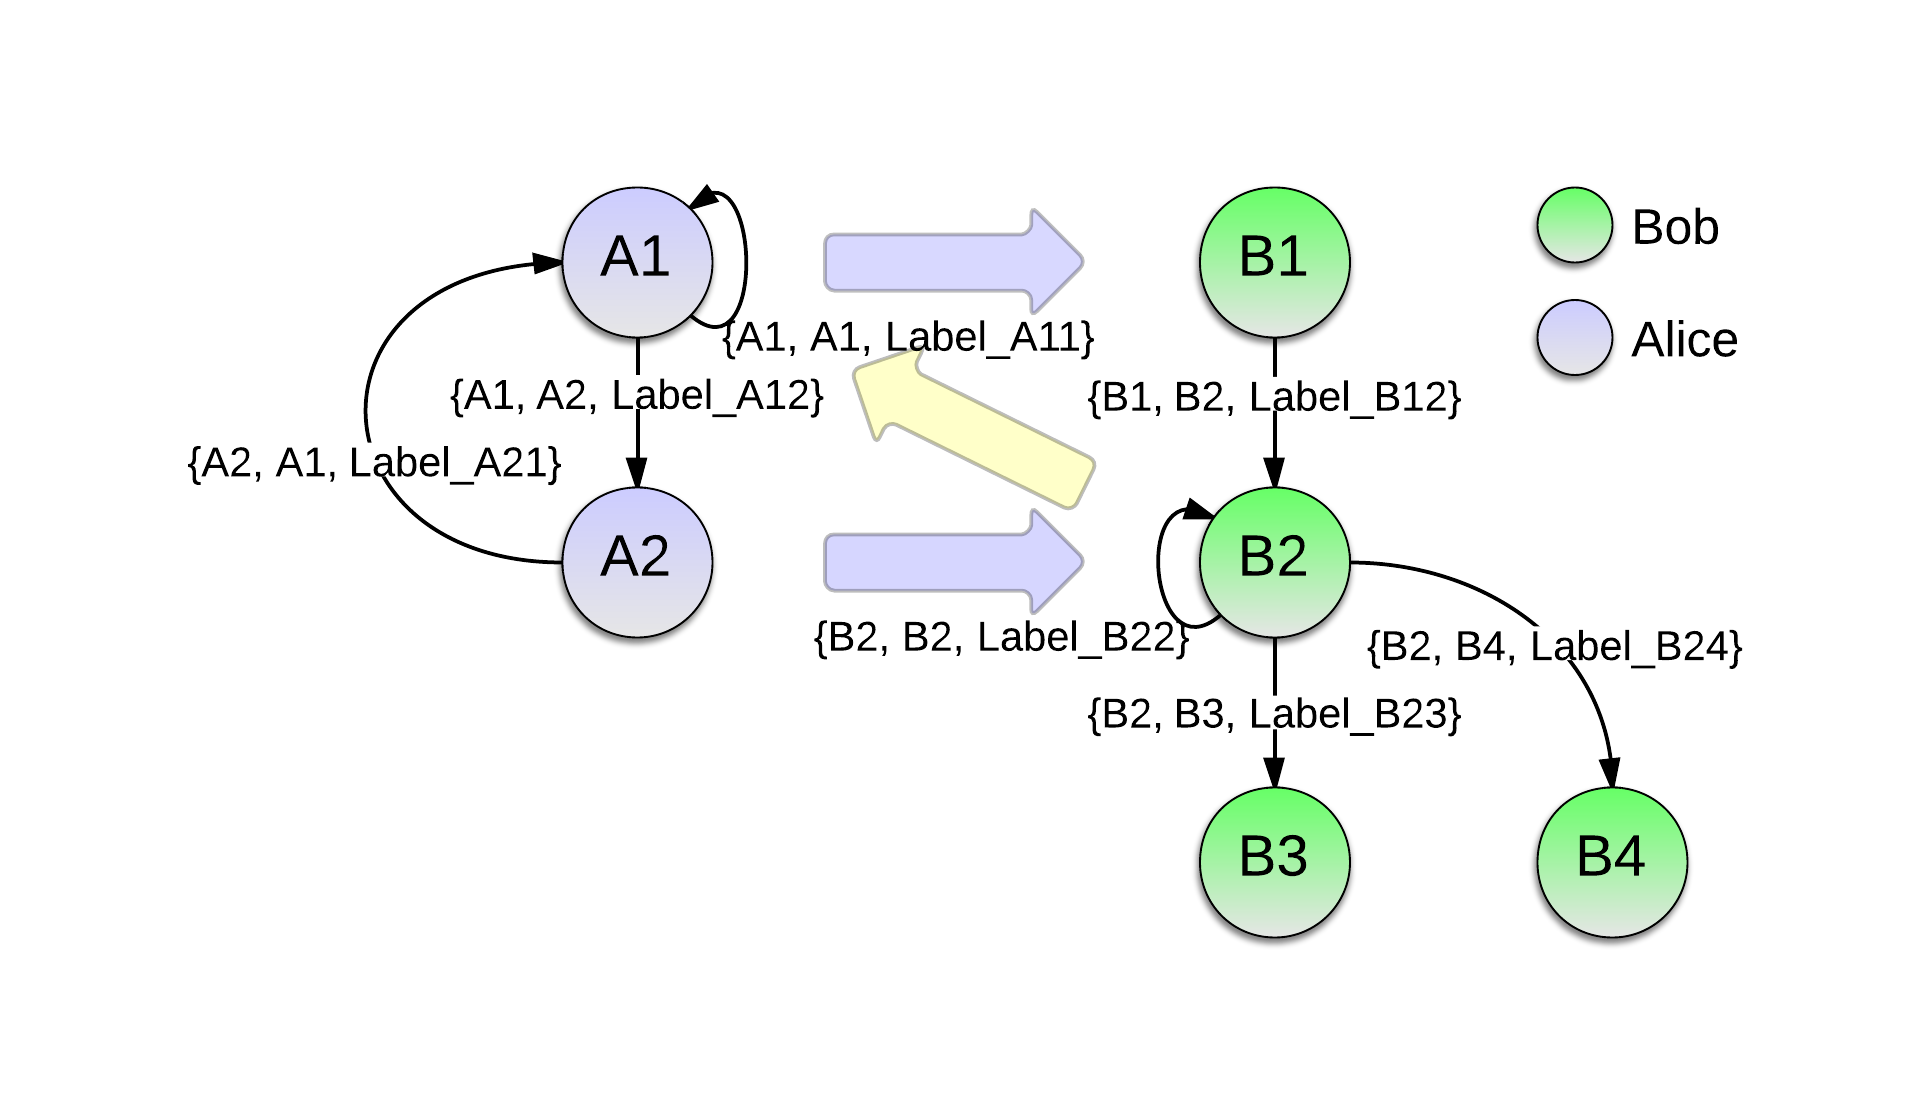 A1
B1
Bob
Alice
{A1, A1, Label_A11}
{A1, A2, Label_A12}
{B1, B2, Label_B12}
{A2, A1, Label_A21}
A2
B2
{B2, B2, Label_B22}
{B2, B4, Label_B24}
{B2, B3, Label_B23}
B3
B4